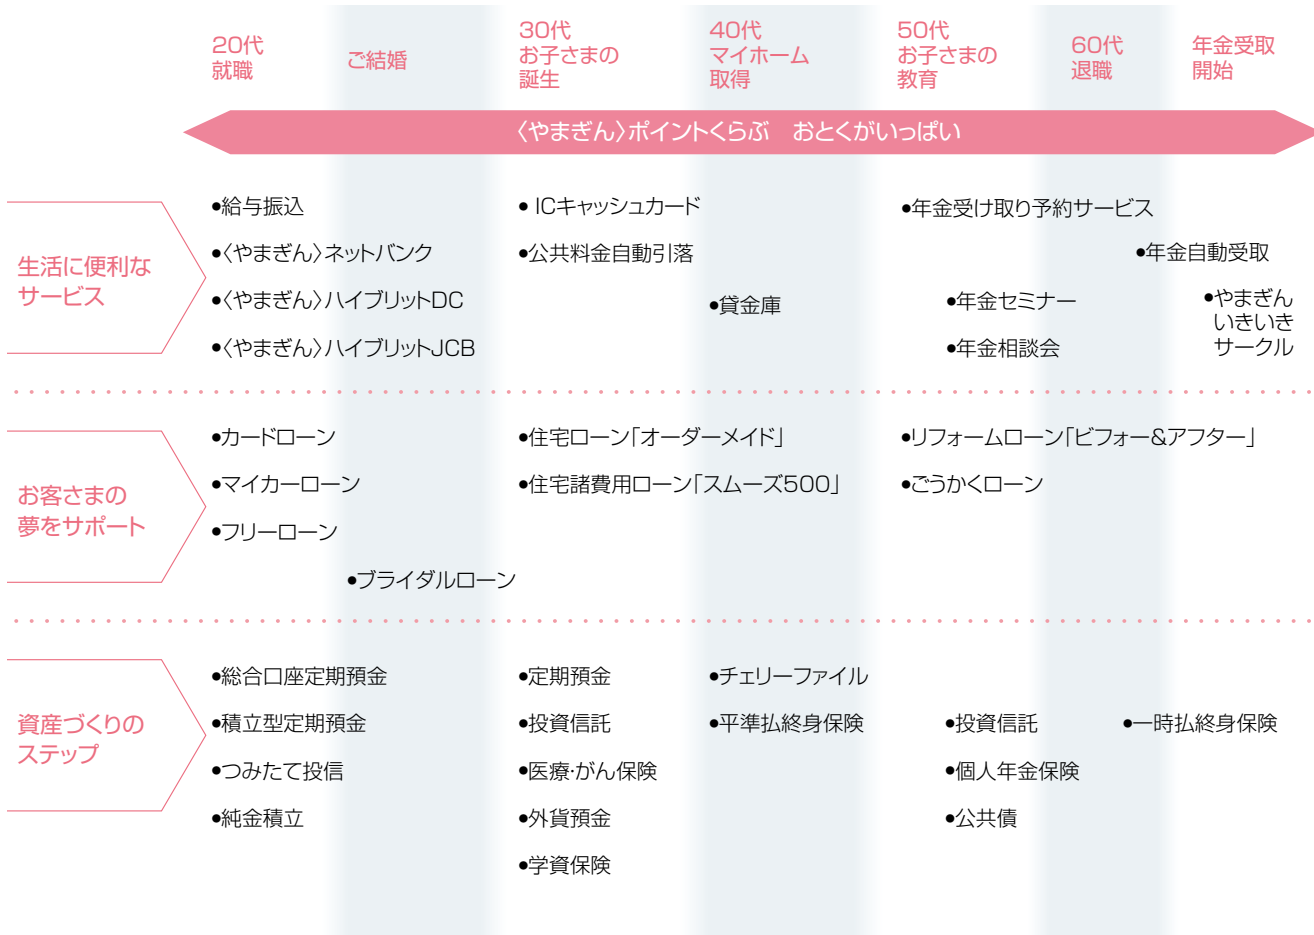 20代
就職
ご結婚
30代
お子さまの
誕生
40代
マイホーム
取得
50代
お子さまの
教育
60代
退職
年金受取
開始
〈やまぎん〉ポイントくらぶ　おとくがいっぱい
生活に便利な
サービス
●給与振込
●〈やまぎん〉ネットバンク
●〈やまぎん〉ハイブリットDC
●〈やまぎん〉ハイブリットJCB
● ICキャッシュカード
●公共料金自動引落
●貸金庫
●年金受け取り予約サービス
●年金自動受取
●年金セミナー
●年金相談会
●やまぎん
いきいき
サークル
お客さまの
夢をサポート
●カードローン
●マイカーローン
●フリーローン
●ブライダルローン
●住宅ローン「オーダーメイド」
●住宅諸費用ローン「スムーズ500」
●リフォームローン「ビフォー&アフター」
●ごうかくローン
資産づくりの
ステップ
●総合口座定期預金
●積立型定期預金
●つみたて投信
●純金積立
●定期預金
●投資信託
●医療・がん保険
●外貨預金
●学資保険
●チェリーファイル
●平準払終身保険
●投資信託
●個人年金保険
●公共債
●一時払終身保険